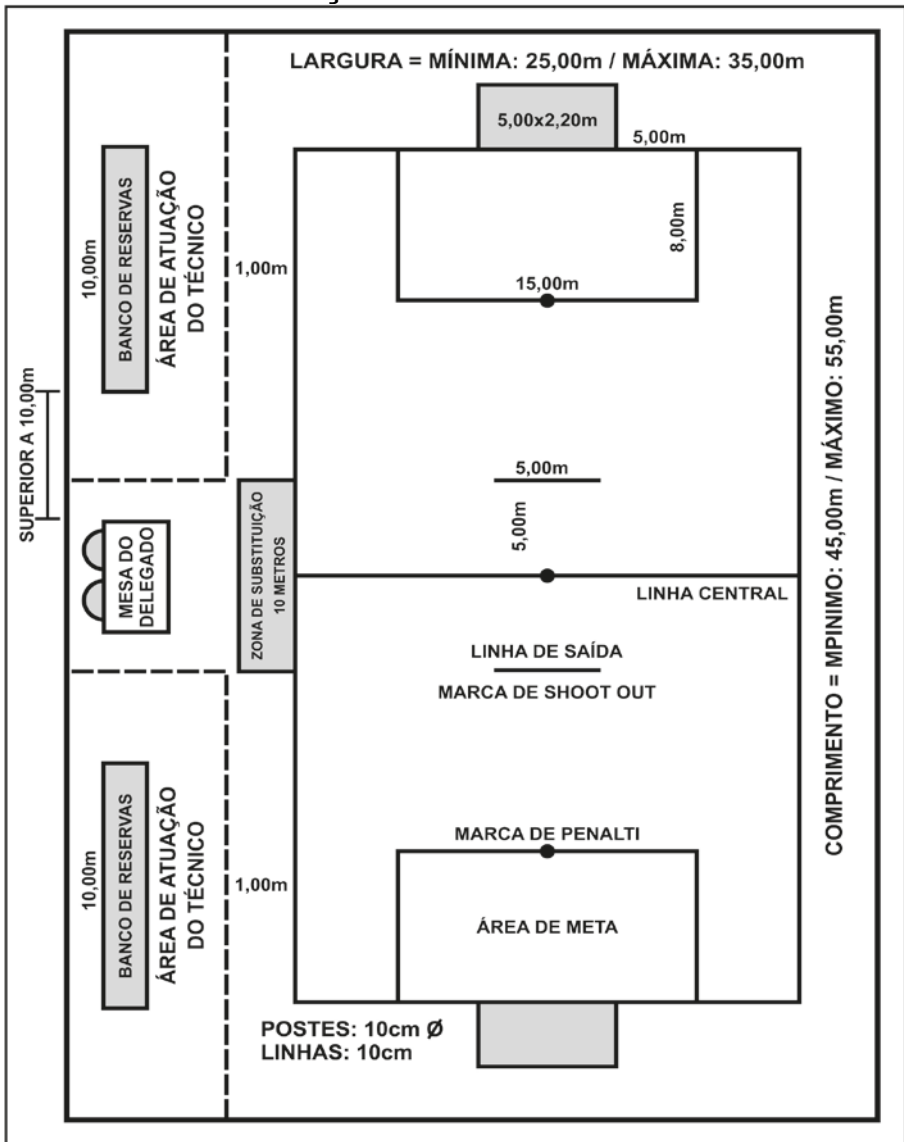 LARGURA = MÍNIMA: 25,00m / MÁXIMA: 35,00m
5,00x2,20m
5,00m
8,00m
15,00m
10,00m
BANCO DE RESERVAS
ÁREA DE ATUAÇÃO
DO TÉCNICO
1,00m
SUPERIOR A 10,00m
MESA DO
DELEGADO
ZONA DE SUBSTITUIÇÃO
10 METROS
5,00m
5,00m
LINHA CENTRAL
LINHA DE SAÍDA
MARCA DE SHOOT OUT
COMPRIMENTO = MPINIMO: 45,00m / MÁXIMO: 55,00m
10,00m
BANCO DE RESERVAS
ÁREA DE ATUAÇÃO
DO TÉCNICO
1,00m
MARCA DE PENALTI
ÁREA DE META
POSTES: 10cm Ø
LINHAS: 10cm